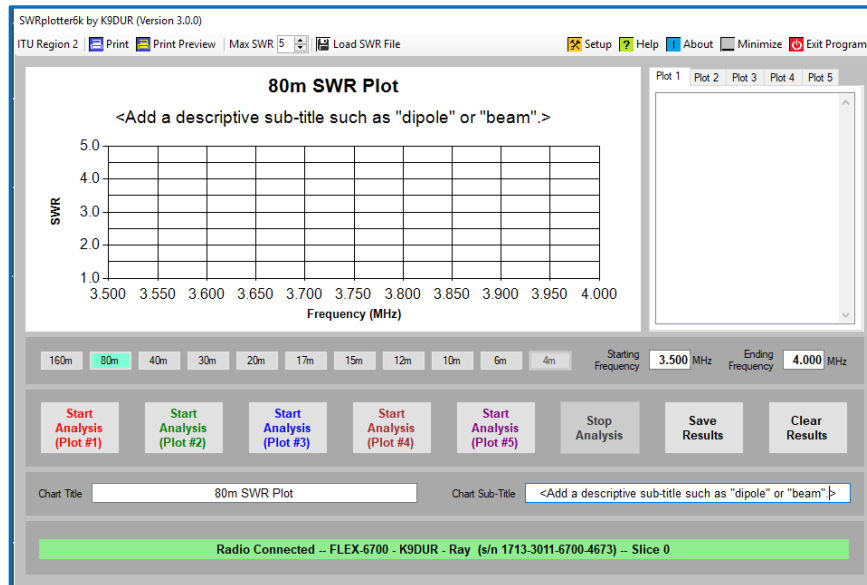 SWRplotter6k by K9DUR (Version 3.0.0)
ITU Region 2 Print Print Preview Max SWR 5 Load SWR File Setup ? Help i About Minimize Exit Program
80m SWR Plot
<Add a descriptive sub-title such as "dipole" or "beam".>
Plot 1 Plot 2 Plot 3 Plot 4 Plot 5
5.0
4.0
3.0
2.0
1.0
SWR
3.500 3.550 3.600 3.650 3.700 3.750 3.800 3.850 3.900 3.950 4.000
Frequency (MHz)
160m 80m 40m 30m 20m 17m 15m 12m 10m 6m 4m
Starting Frequency 3.500 MHz Ending Frequency 4.000 MHz
Start Analysis (Plot #1)
Start Analysis (Plot #2)
Start Analysis (Plot #3)
Start Analysis (Plot #4)
Start Analysis (Plot #5)
Stop Analysis
Save Results
Clear Results
Chart Title 80m SWR Plot Chart Sub-Title <Add a descriptive sub-title such as "dipole" or "beam".>
Radio Connected -- FLEX-6700 - K9DUR - Ray (s/n 1713-3011-6700-4673) -- Slice 0